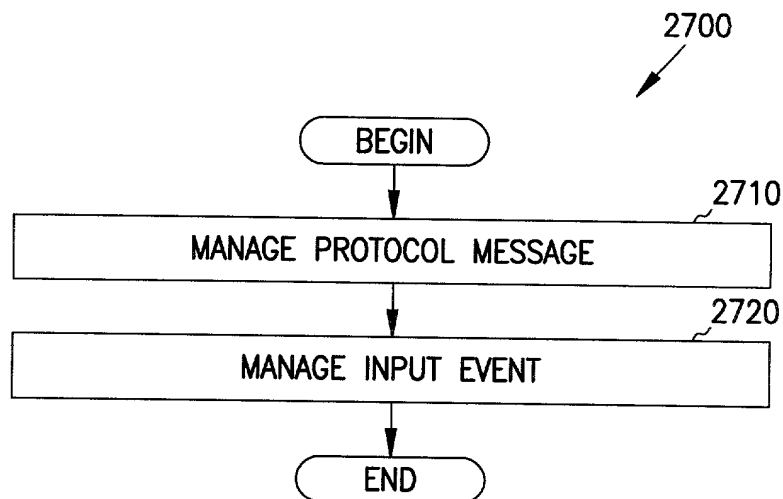 2700
BEGIN
2710
MANAGE PROTOCOL MESSAGE
2720
MANAGE INPUT EVENT
END